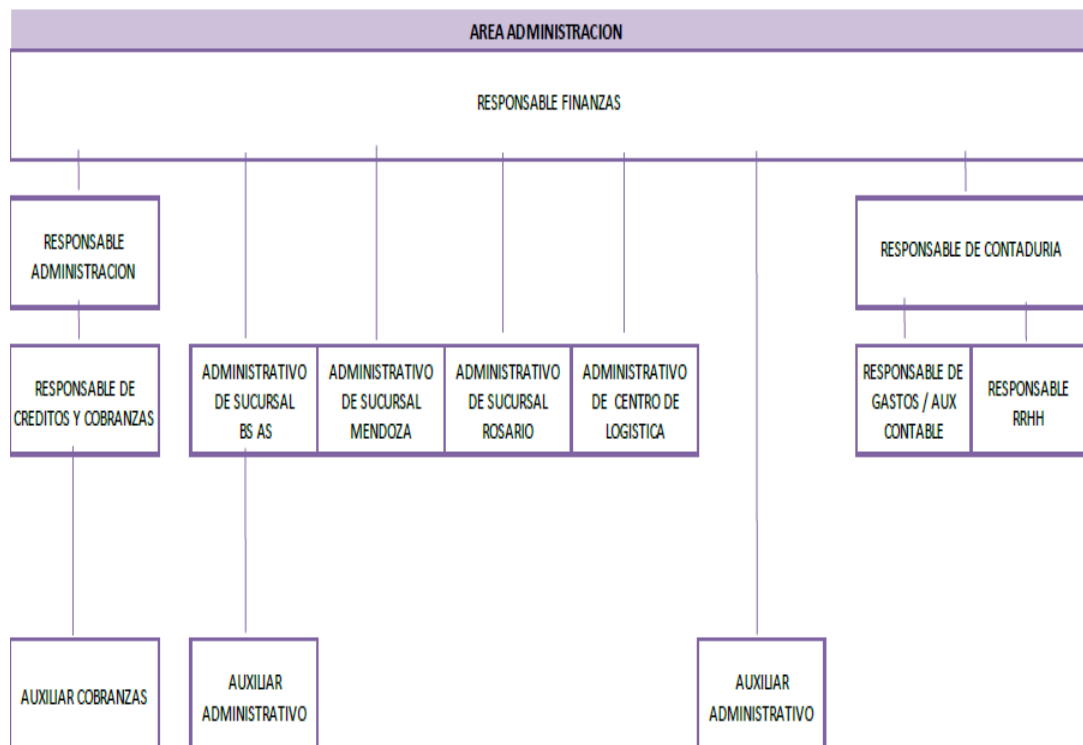 AREA ADMINISTRACION
RESPONSABLE FINANZAS
RESPONSABLE
ADMINISTRACION
RESPONSABLE DE CONTADURIA
RESPONSABLE DE
CREDITOS Y COBRANZAS
ADMINISTRATIVO
DE SUCURSAL
BS AS
ADMINISTRATIVO
DE SUCURSAL
MENDOZA
ADMINISTRATIVO
DE SUCURSAL
ROSARIO
ADMINISTRATIVO
DE CENTRO DE
LOGISTICA
RESPONSABLE DE
GASTOS / AUX
CONTABLE
RESPONSABLE
RRHH
AUXILIAR COBRANZAS
AUXILIAR
ADMINISTRATIVO
AUXILIAR
ADMINISTRATIVO